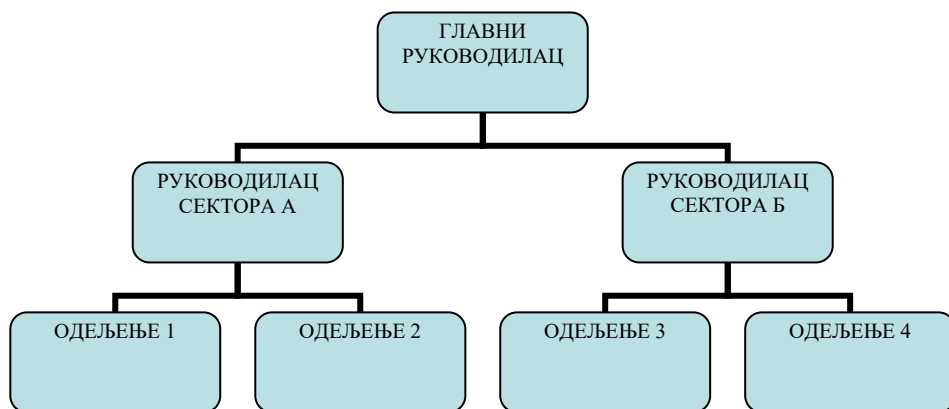 ГЛАВНИ
РУКОВОДИЛАЦ
РУКОВОДИЛАЦ
СЕКТОРА А
РУКОВОДИЛАЦ
СЕКТОРА Б
ОДЕЉЕЊЕ 1
ОДЕЉЕЊЕ 2
ОДЕЉЕЊЕ 3
ОДЕЉЕЊЕ 4